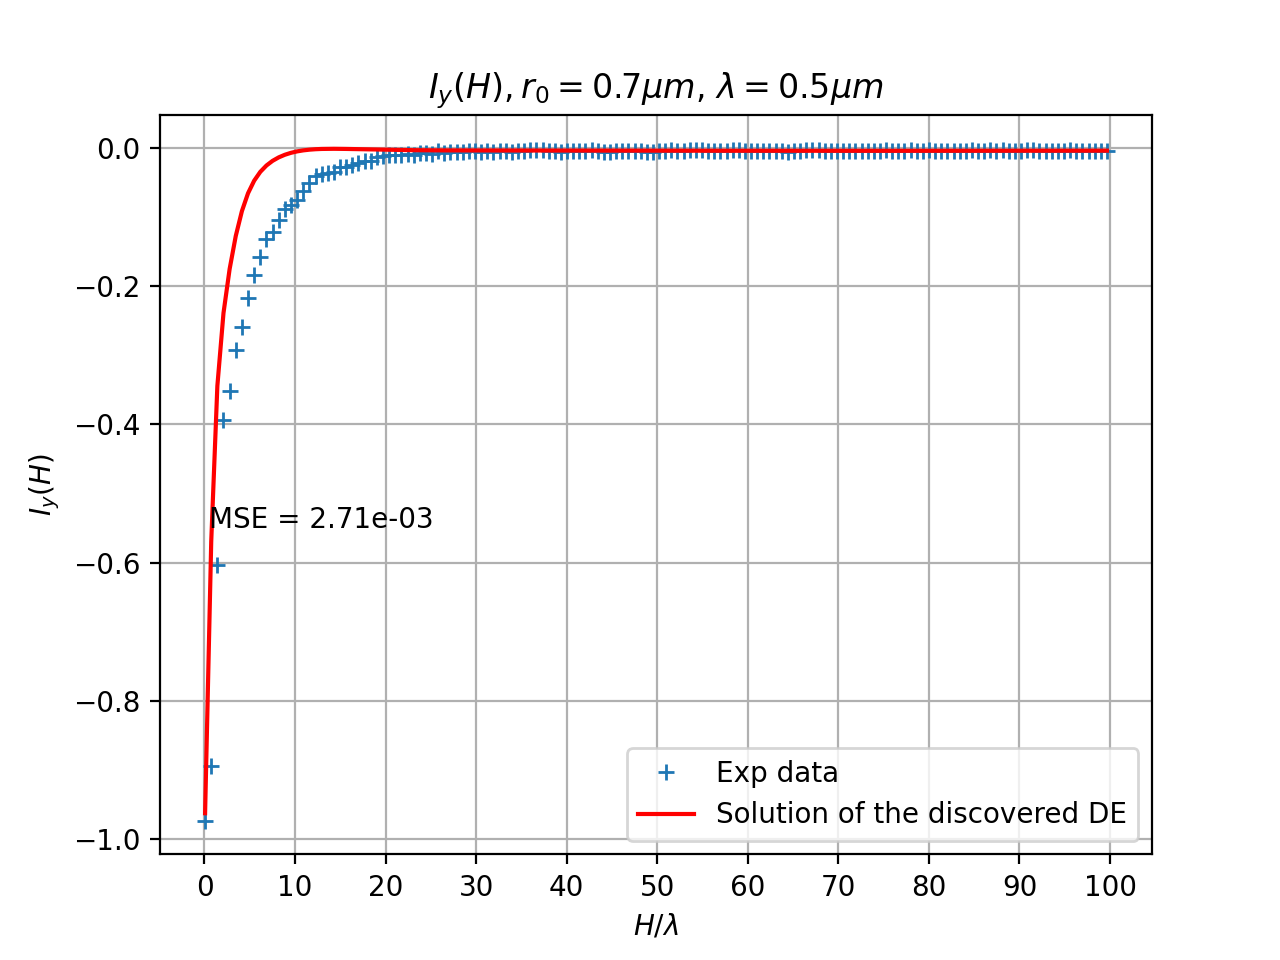 I_y(H), r_0 = 0.7μm, λ = 0.5μm
I_y(H)
0.0
−0.2
−0.4
−0.6
−0.8
−1.0
MSE = 2.71e-03
Exp data
Solution of the discovered DE
0 10 20 30 40 50 60 70 80 90 100
H/λ